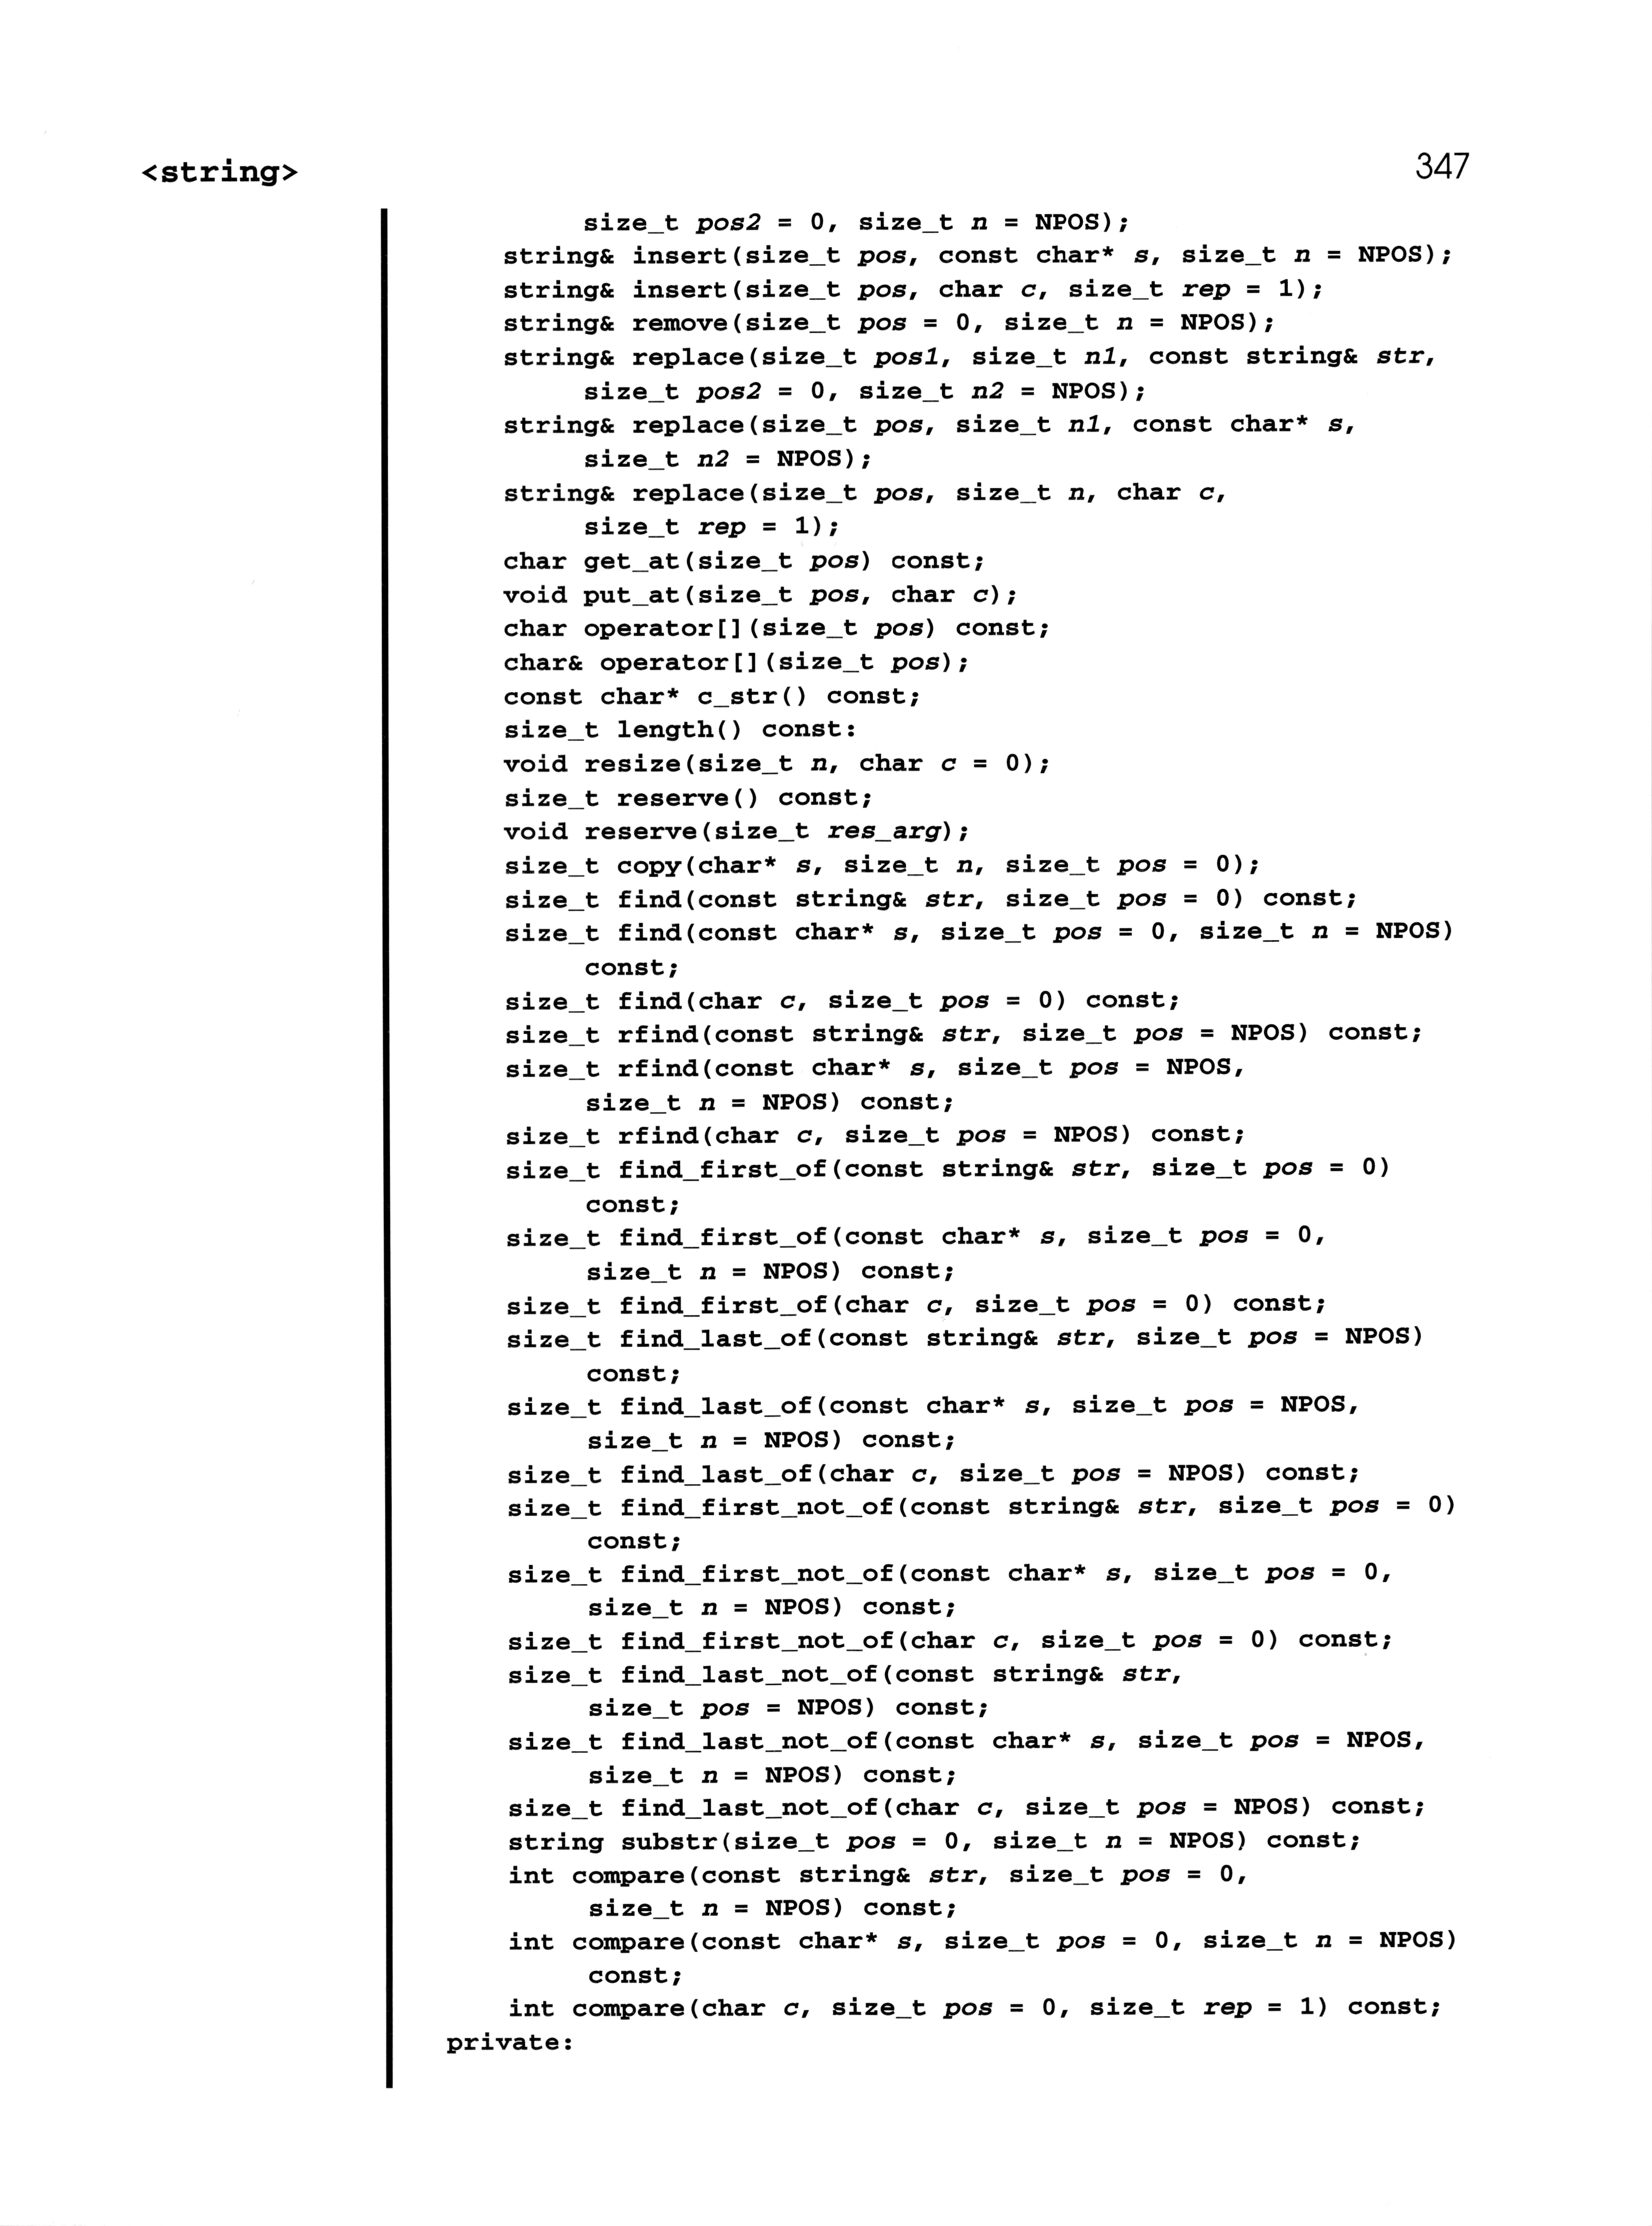 <string>
347
size_t pos2 = 0, size_t n = NPOS);
string& insert(size_t pos, const char* s, size_t n = NPOS);
string& insert(size_t pos, char c, size_t rep = 1);
string& remove(size_t pos = 0, size_t n = NPOS);
string& replace(size_t pos1, size_t n1, const string& str,
size_t pos2 = 0, size_t n2 = NPOS);
string& replace(size_t pos, size_t n1, const char* s,
size_t n2 = NPOS);
string& replace(size_t pos, size_t n, char c,
size_t rep = 1);
char get_at(size_t pos) const;
void put_at(size_t pos, char c);
char operator[](size_t pos) const;
char& operator[](size_t pos);
const char* c_str() const;
size_t length() const:
void resize(size_t n, char c = 0);
size_t reserve() const;
void reserve(size_t res_arg);
size_t copy(char* s, size_t n, size_t pos = 0);
size_t find(const string& str, size_t pos = 0) const;
size_t find(const char* s, size_t pos = 0, size_t n = NPOS)
const;
size_t find(char c, size_t pos = 0) const;
size_t rfind(const string& str, size_t pos = NPOS) const;
size_t rfind(const char* s, size_t pos = NPOS,
size_t n = NPOS) const;
size_t rfind(char c, size_t pos = NPOS) const;
size_t find_first_of(const string& str, size_t pos = 0)
const;
size_t find_first_of(const char* s, size_t pos = 0,
size_t n = NPOS) const;
size_t find_first_of(char c, size_t pos = 0) const;
size_t find_last_of(const string& str, size_t pos = NPOS)
const;
size_t find_last_of(const char* s, size_t pos = NPOS,
size_t n = NPOS) const;
size_t find_last_of(char c, size_t pos = NPOS) const;
size_t find_first_not_of(const string& str, size_t pos = 0)
const;
size_t find_first_not_of(const char* s, size_t pos = 0,
size_t n = NPOS) const;
size_t find_first_not_of(char c, size_t pos = 0) const;
size_t find_last_not_of(const string& str,
size_t pos = NPOS) const;
size_t find_last_not_of(const char* s, size_t pos = NPOS,
size_t n = NPOS) const;
size_t find_last_not_of(char c, size_t pos = NPOS) const;
string substr(size_t pos = 0, size_t n = NPOS) const;
int compare(const string& str, size_t pos = 0,
size_t n = NPOS) const;
int compare(const char* s, size_t pos = 0, size_t n = NPOS)
const;
int compare(char c, size_t pos = 0, size_t rep = 1) const;
private: